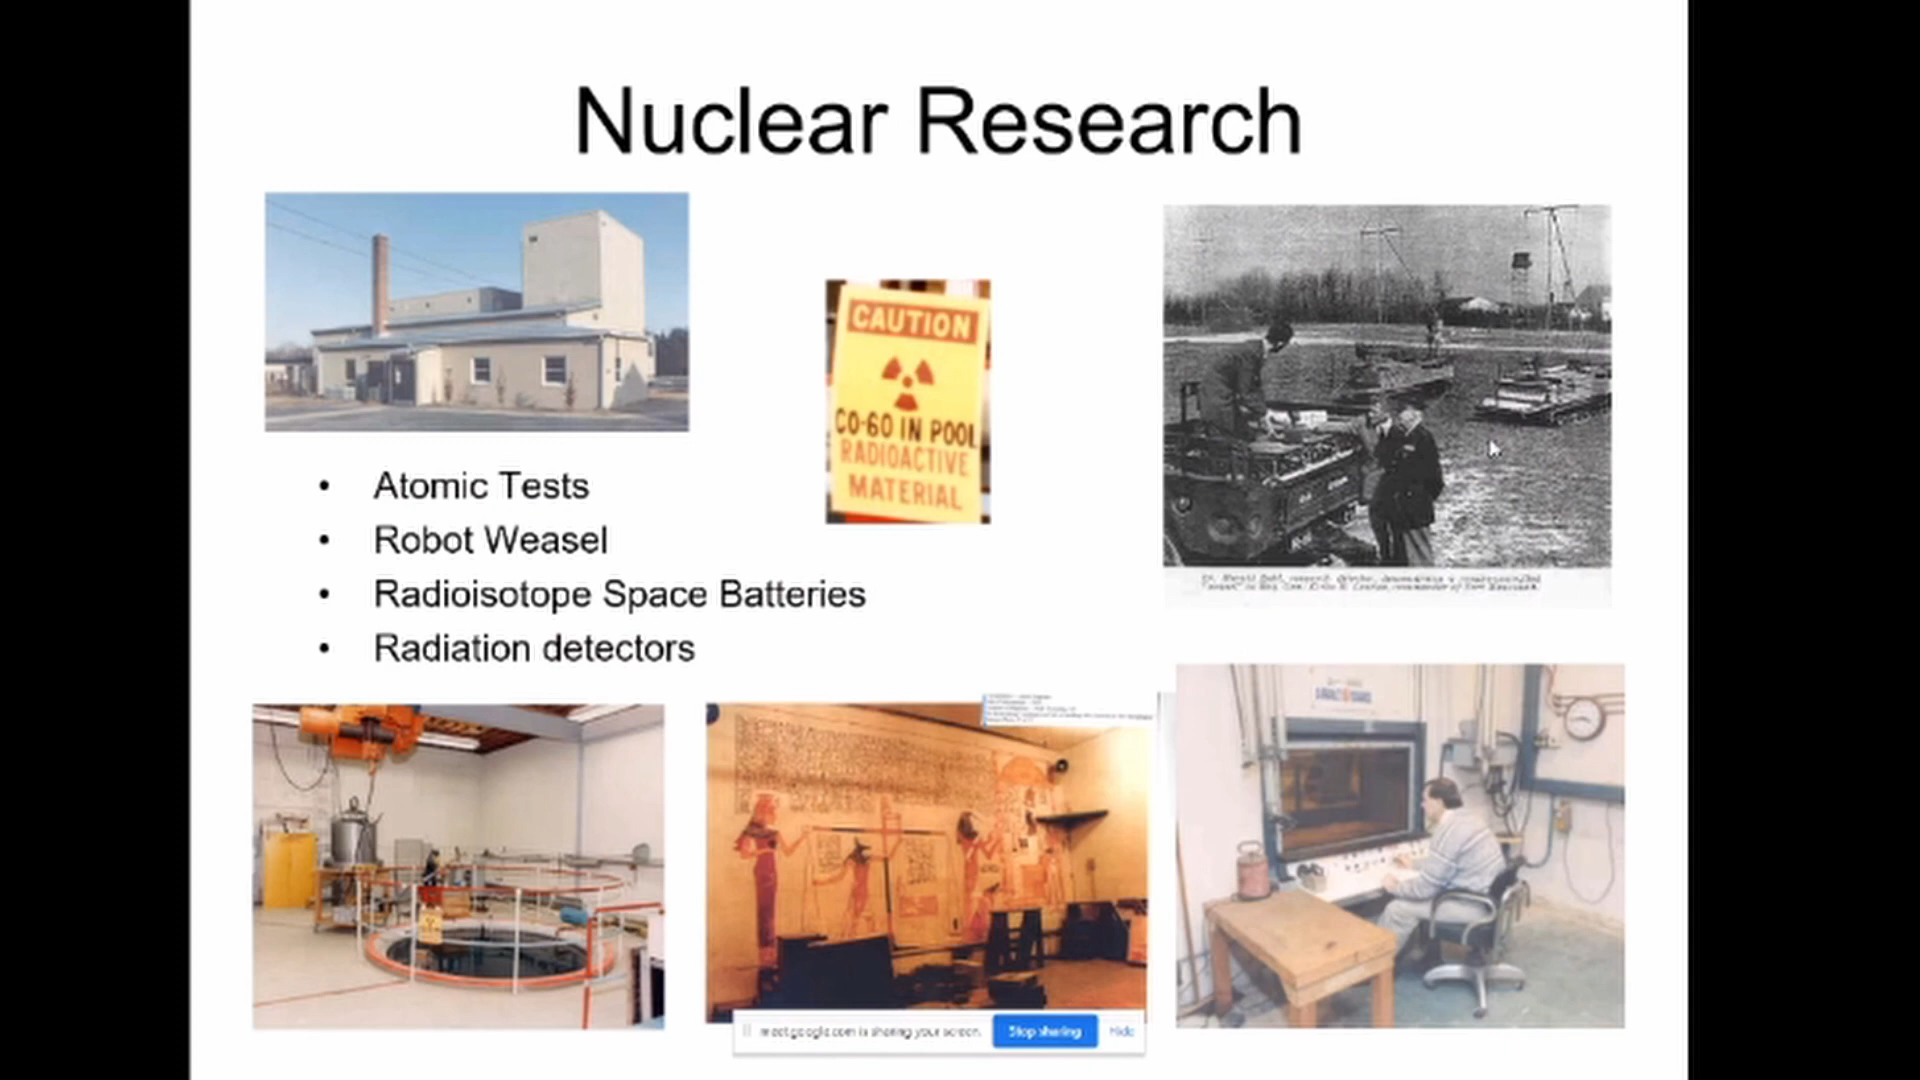 Nuclear Research
CAUTION
CO-60 IN POOL
RADIOACTIVE
MATERIAL
• Atomic Tests
• Robot Weasel
• Radioisotope Space Batteries
• Radiation detectors
meet.google.com is sharing your screen.
Stop sharing
Hide